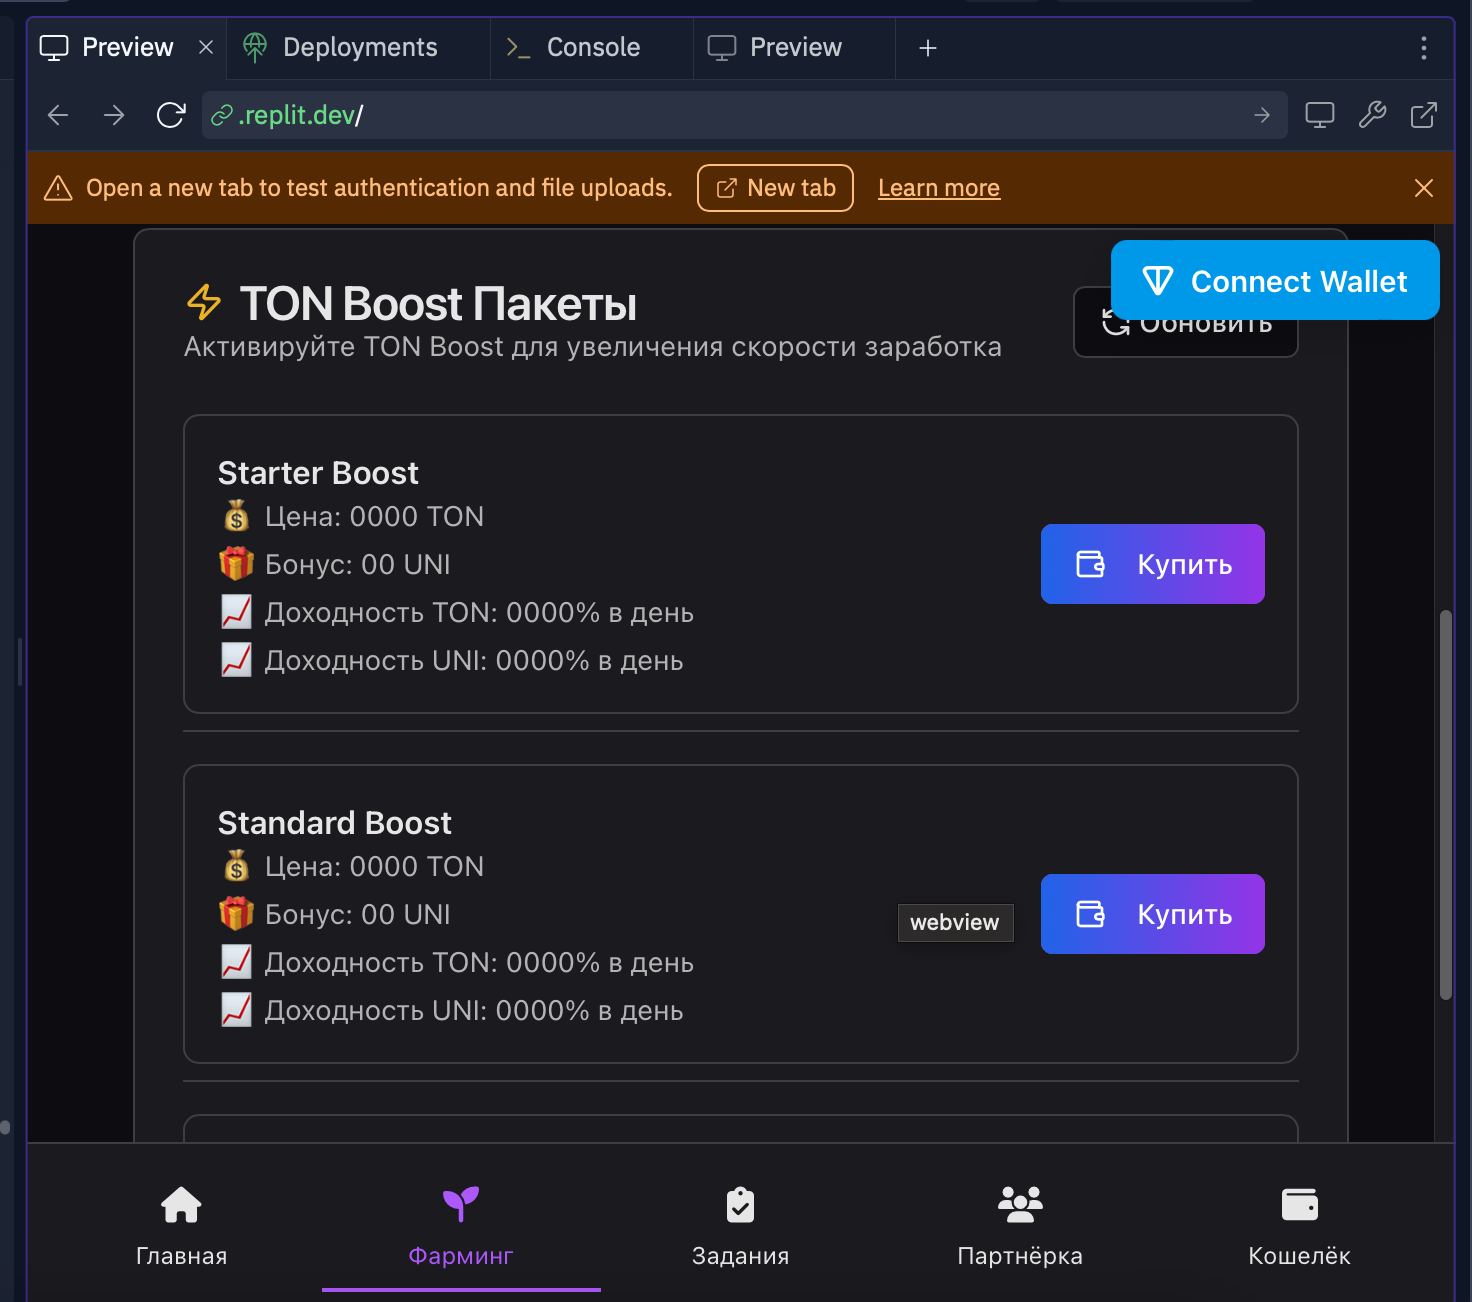 Preview
Deployments
Console
Preview
.replit.dev/
Open a new tab to test authentication and file uploads.
New tab
Learn more
Connect Wallet
TON Boost Пакеты
Обновить
Активируйте TON Boost для увеличения скорости заработка
Starter Boost
Цена: 0000 TON
Бонус: 00 UNI
Доходность TON: 0000% в день
Доходность UNI: 0000% в день
Купить
Standard Boost
Цена: 0000 TON
Бонус: 00 UNI
Доходность TON: 0000% в день
Доходность UNI: 0000% в день
webview
Купить
Главная
Фарминг
Задания
Партнёрка
Кошелёк